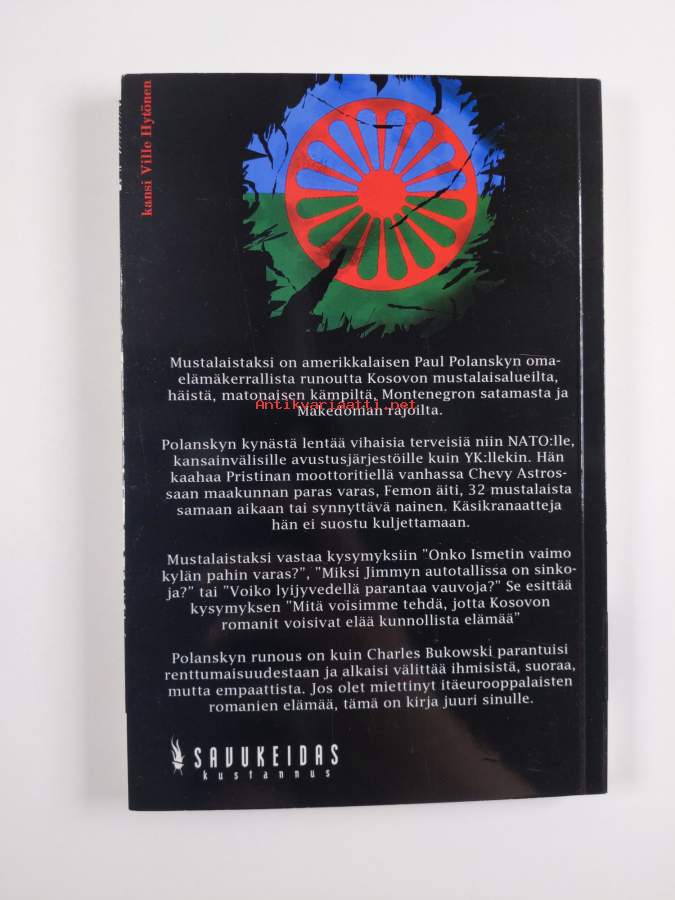 kansi Ville Hytönen
Mustalaistaksi on amerikkalaisen Paul Polanskyn oma-
elämäkerrallista runoutta Kosovon mustalaisalueilta,
häistä, matonaisen kämpiltä, Montenegron satamasta ja
Makedonian rajoilta.
Antikvariaatti.net
Polanskyn kynästä lentää vihaisia terveisiä niin NATO:lle,
kansainvälisille avustusjärjestöille kuin YK:llekin. Hän
kaahaa Pristinan moottoritiellä vanhassa Chevy Astros-
saan maakunnan paras varas, Femon äiti, 32 mustalaista
samaan aikaan tai synnyttävä nainen. Käsikranaatteja
hän ei suostu kuljettamaan.
Mustalaistaksi vastaa kysymyksiin "Onko Ismetin vaimo
kylän pahin varas?", "Miksi Jimmyn autotallissa on sinko-
ja?" tai "Voiko lyijyvedellä parantaa vauvoja?" Se esittää
kysymyksen "Mitä voisimme tehdä, jotta Kosovon
romanit voisivat elää kunnollista elämää"
Polanskyn runous on kuin Charles Bukowski parantuisi
renttumaisuudestaan ja alkaisi välittää ihmisistä, suoraa,
mutta empaattista. Jos olet miettinyt itäeurooppalaisten
romanien elämää, tämä on kirja juuri sinulle.
SAVUKEIDAS
kustannus